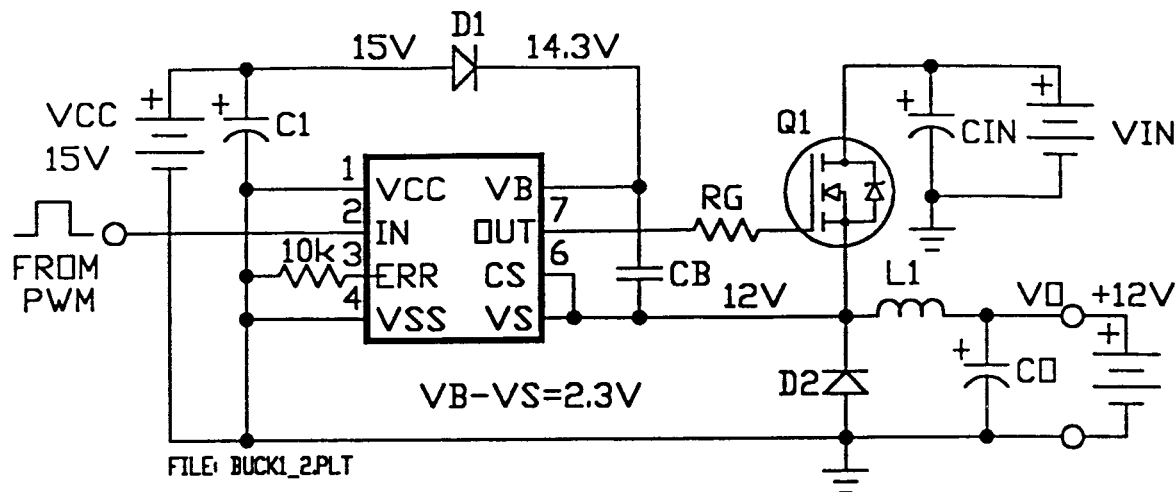 D1
15V
14.3V
+
VCC
15V
+
C1
Q1
+
CIN
+
VIN
1
VCC
VB
2
IN
7
OUT
RG
FROM
PWM
10k
3
ERR
6
CS
4
VSS
VS
CB
12V
L1
VO
+12V
+
CO
+
D2
VB-VS=2.3V
FILE: BUCK1_2.PLT